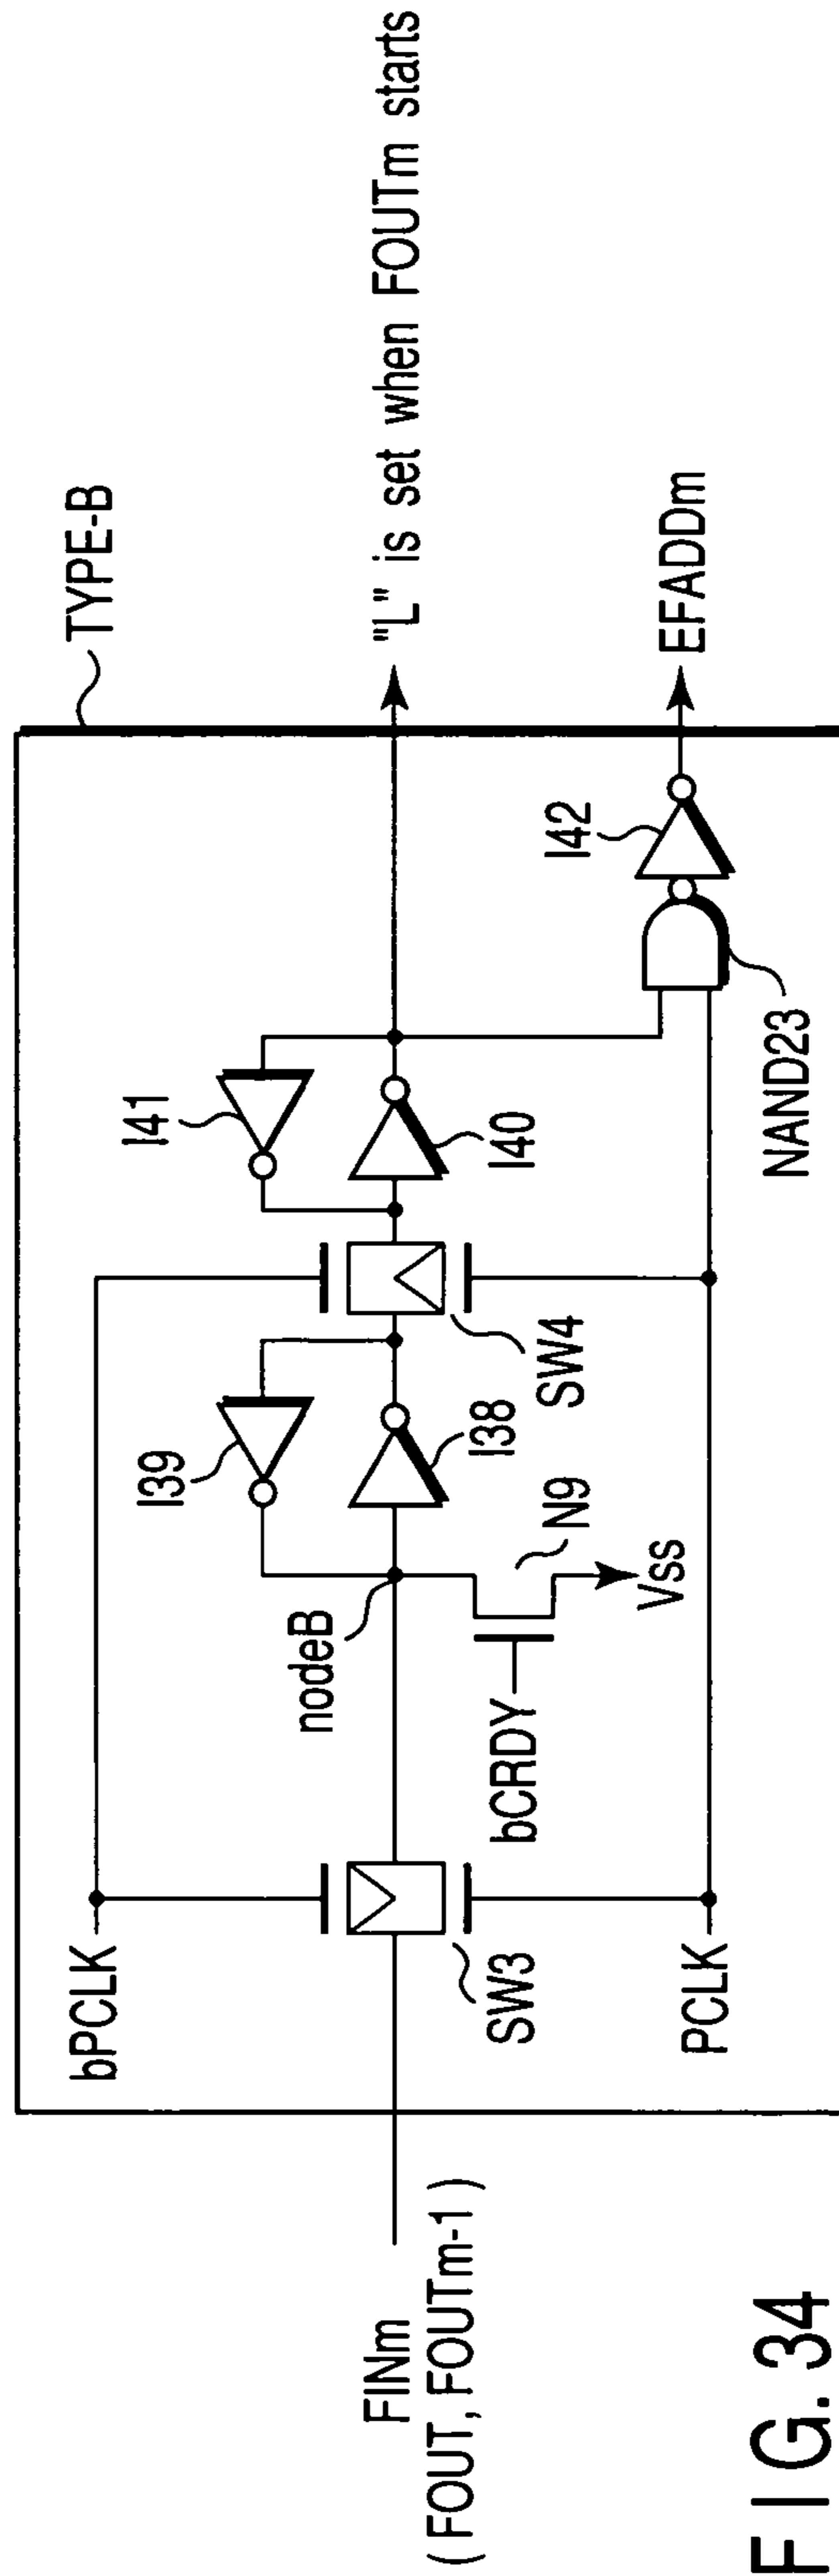 FIG. 34
FINm
( FOUT, FOUTm-1 )
bPCLK
SW3
PCLK
nodeB
bCRDY
N9
Vss
I39
I38
SW4
I41
I40
NAND23
I42
TYPE-B
"L" is set when FOUTm starts
EFADDm